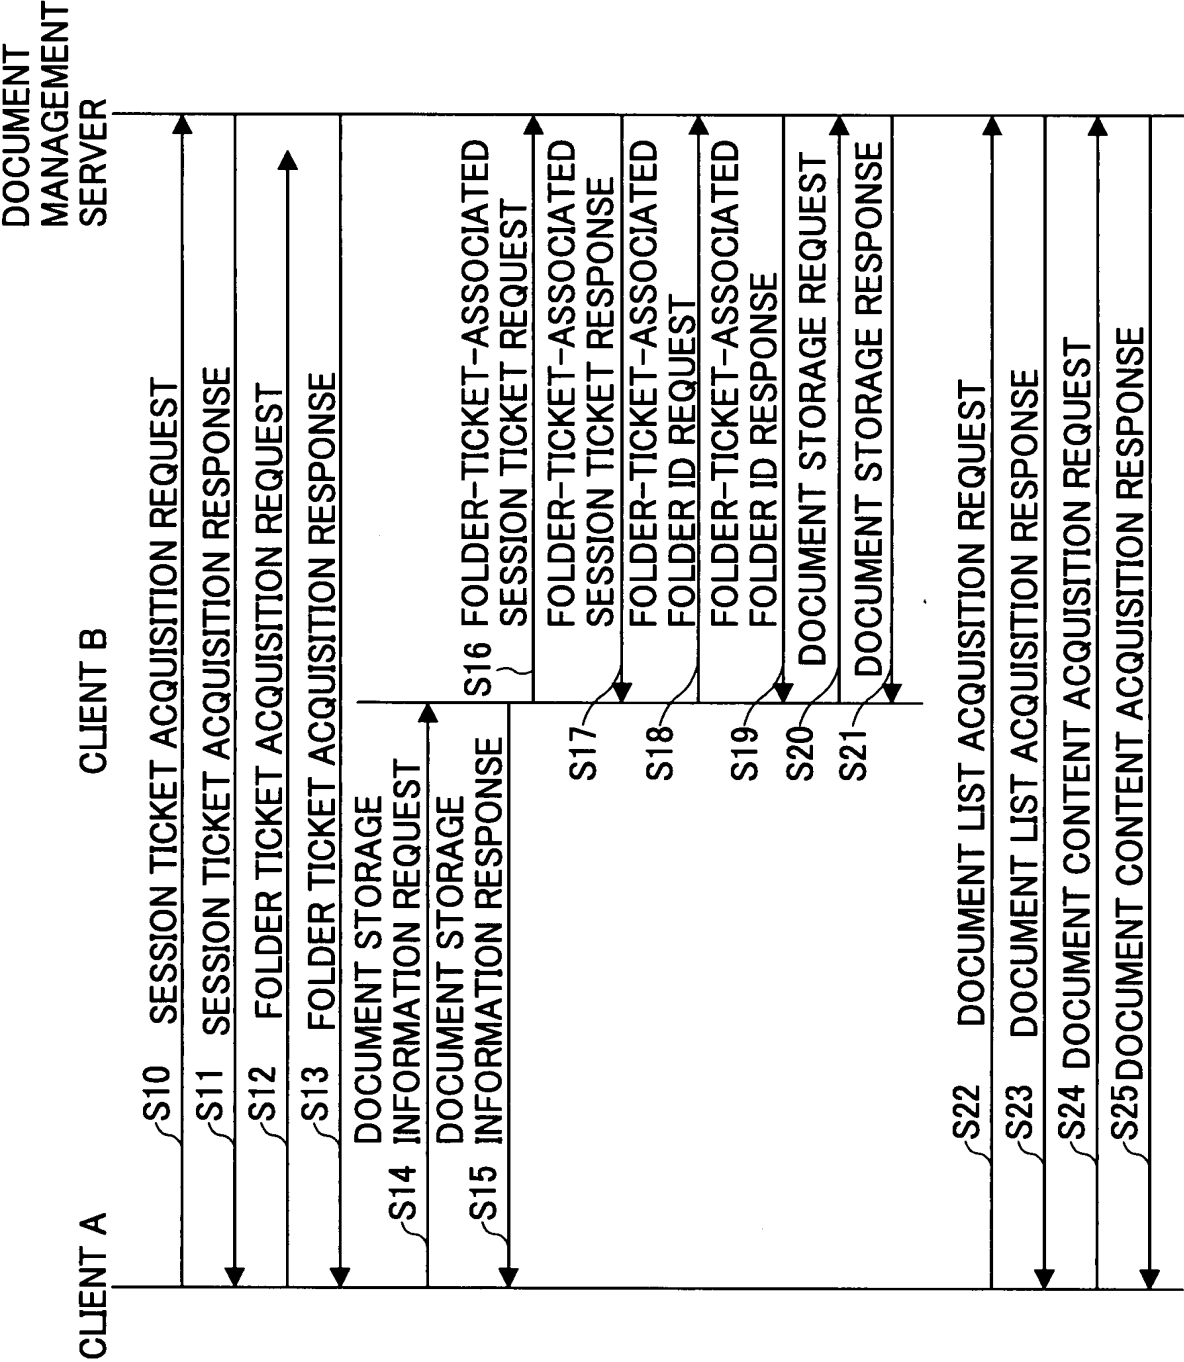 CLIENT A
CLIENT B
DOCUMENT
MANAGEMENT
SERVER
S10
SESSION TICKET ACQUISITION REQUEST
S11
SESSION TICKET ACQUISITION RESPONSE
S12
FOLDER TICKET ACQUISITION REQUEST
S13
FOLDER TICKET ACQUISITION RESPONSE
DOCUMENT STORAGE
S14 INFORMATION REQUEST
DOCUMENT STORAGE
S15 INFORMATION RESPONSE
S16 FOLDER-TICKET-ASSOCIATED
SESSION TICKET REQUEST
FOLDER-TICKET-ASSOCIATED
S17 SESSION TICKET RESPONSE
FOLDER-TICKET-ASSOCIATED
S18 FOLDER ID REQUEST
FOLDER-TICKET-ASSOCIATED
S19 FOLDER ID RESPONSE
S20 DOCUMENT STORAGE REQUEST
S21 DOCUMENT STORAGE RESPONSE
S22 DOCUMENT LIST ACQUISITION REQUEST
S23 DOCUMENT LIST ACQUISITION RESPONSE
S24 DOCUMENT CONTENT ACQUISITION REQUEST
S25 DOCUMENT CONTENT ACQUISITION RESPONSE